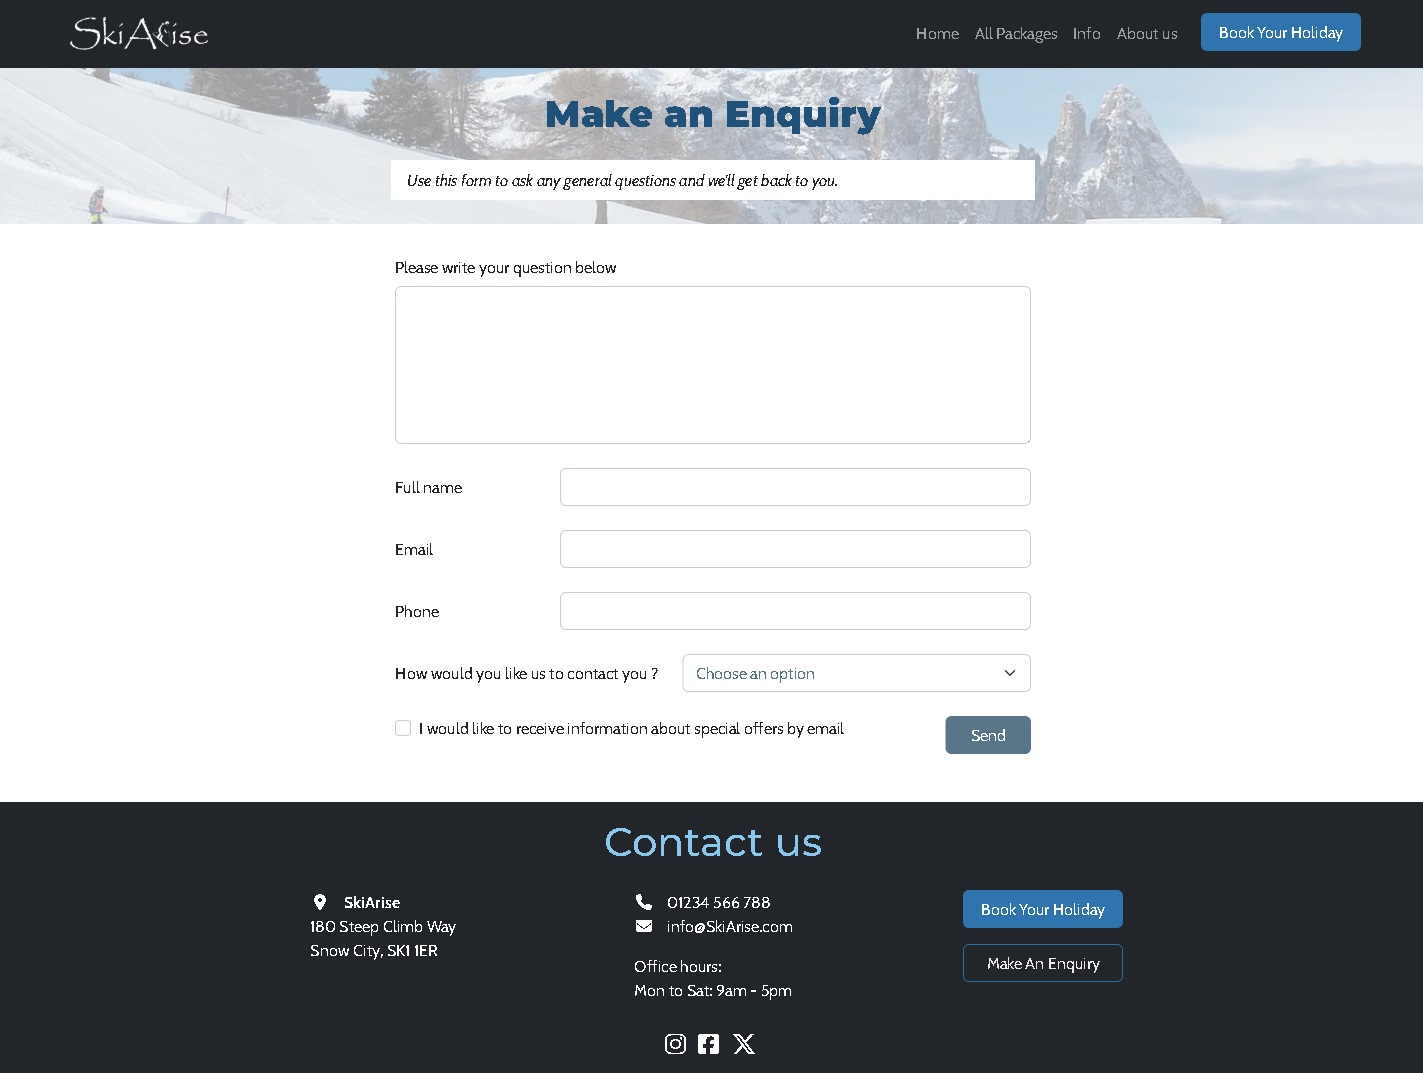 SkiArise
Home All Packages Info About us Book Your Holiday
Make an Enquiry
Use this form to ask any general questions and we'll get back to you.
Please write your question below
Full name
Email
Phone
How would you like us to contact you ? Choose an option
I would like to receive information about special offers by email Send
Contact us
SkiArise
180 Steep Climb Way
Snow City, SK1 1ER
01234 566 788
info@SkiArise.com
Office hours:
Mon to Sat: 9am - 5pm
Book Your Holiday
Make An Enquiry